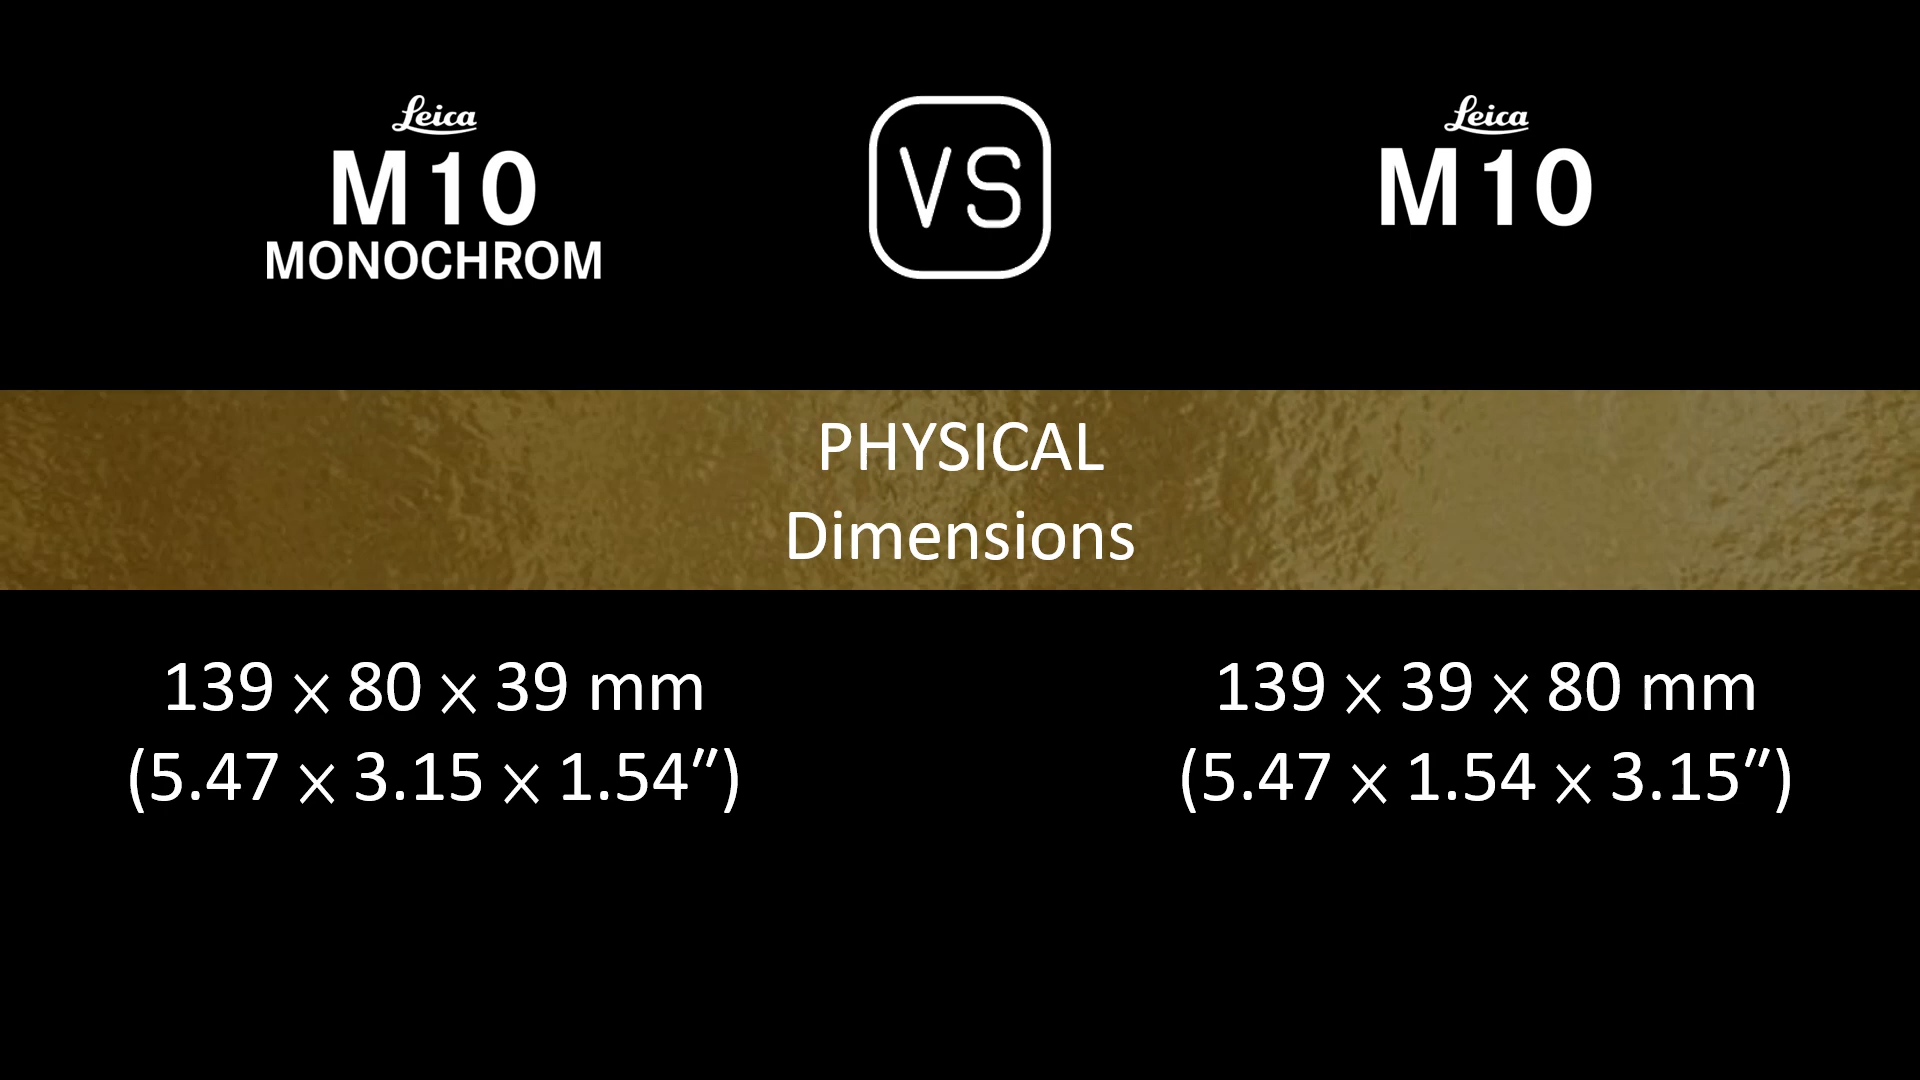 Leica
M10
MONOCHROM
VS
Leica
M10
PHYSICAL
Dimensions
139 x 80 x 39 mm
(5.47 x 3.15 x 1.54″)
139 x 39 x 80 mm
(5.47 x 1.54 x 3.15″)